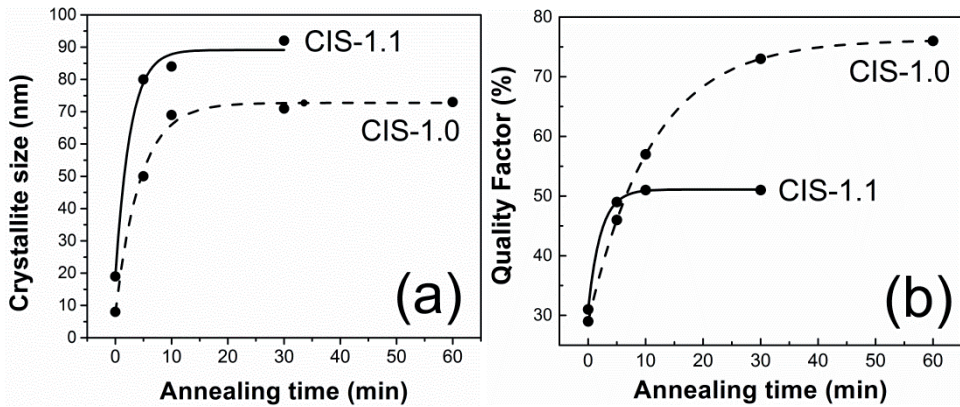 100
90
80
70
60
50
40
30
20
10
0
0 10 20 30 40 50 60
Crystallite size (nm)
Annealing time (min)
CIS-1.1
CIS-1.0
(a)
80
70
60
50
40
30
0 10 20 30 40 50 60
Quality Factor (%)
Annealing time (min)
CIS-1.0
CIS-1.1
(b)